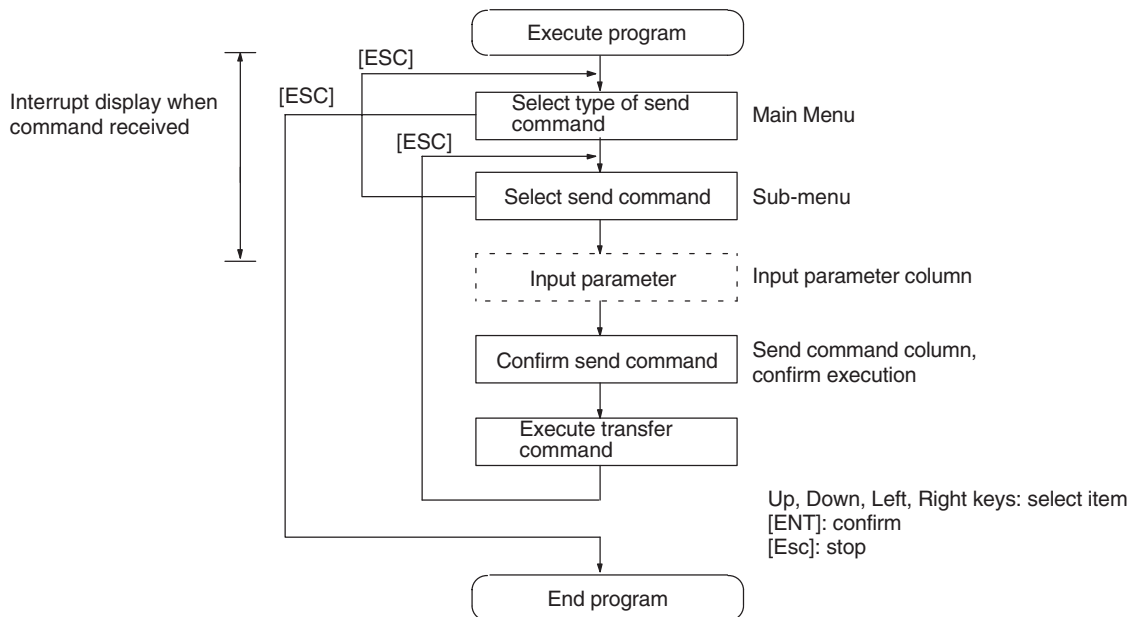 Execute program
[ESC]
Interrupt display when
command received
[ESC]
Select type of send
command
Main Menu
[ESC]
Select send command
Sub-menu
Input parameter
Input parameter column
Confirm send command
Send command column,
confirm execution
Execute transfer
command
Up, Down, Left, Right keys: select item
[ENT]: confirm
[Esc]: stop
End program